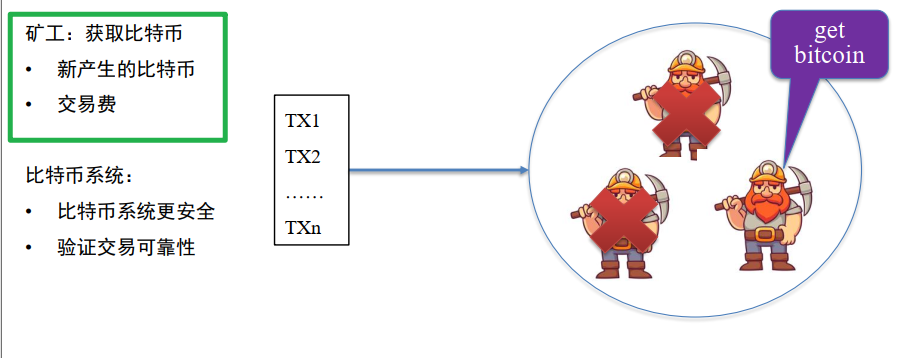 矿工：获取比特币
• 新产生的比特币
• 交易费
比特币系统：
• 比特币系统更安全
• 验证交易可靠性
TX1
TX2
……
TXn
get
bitcoin